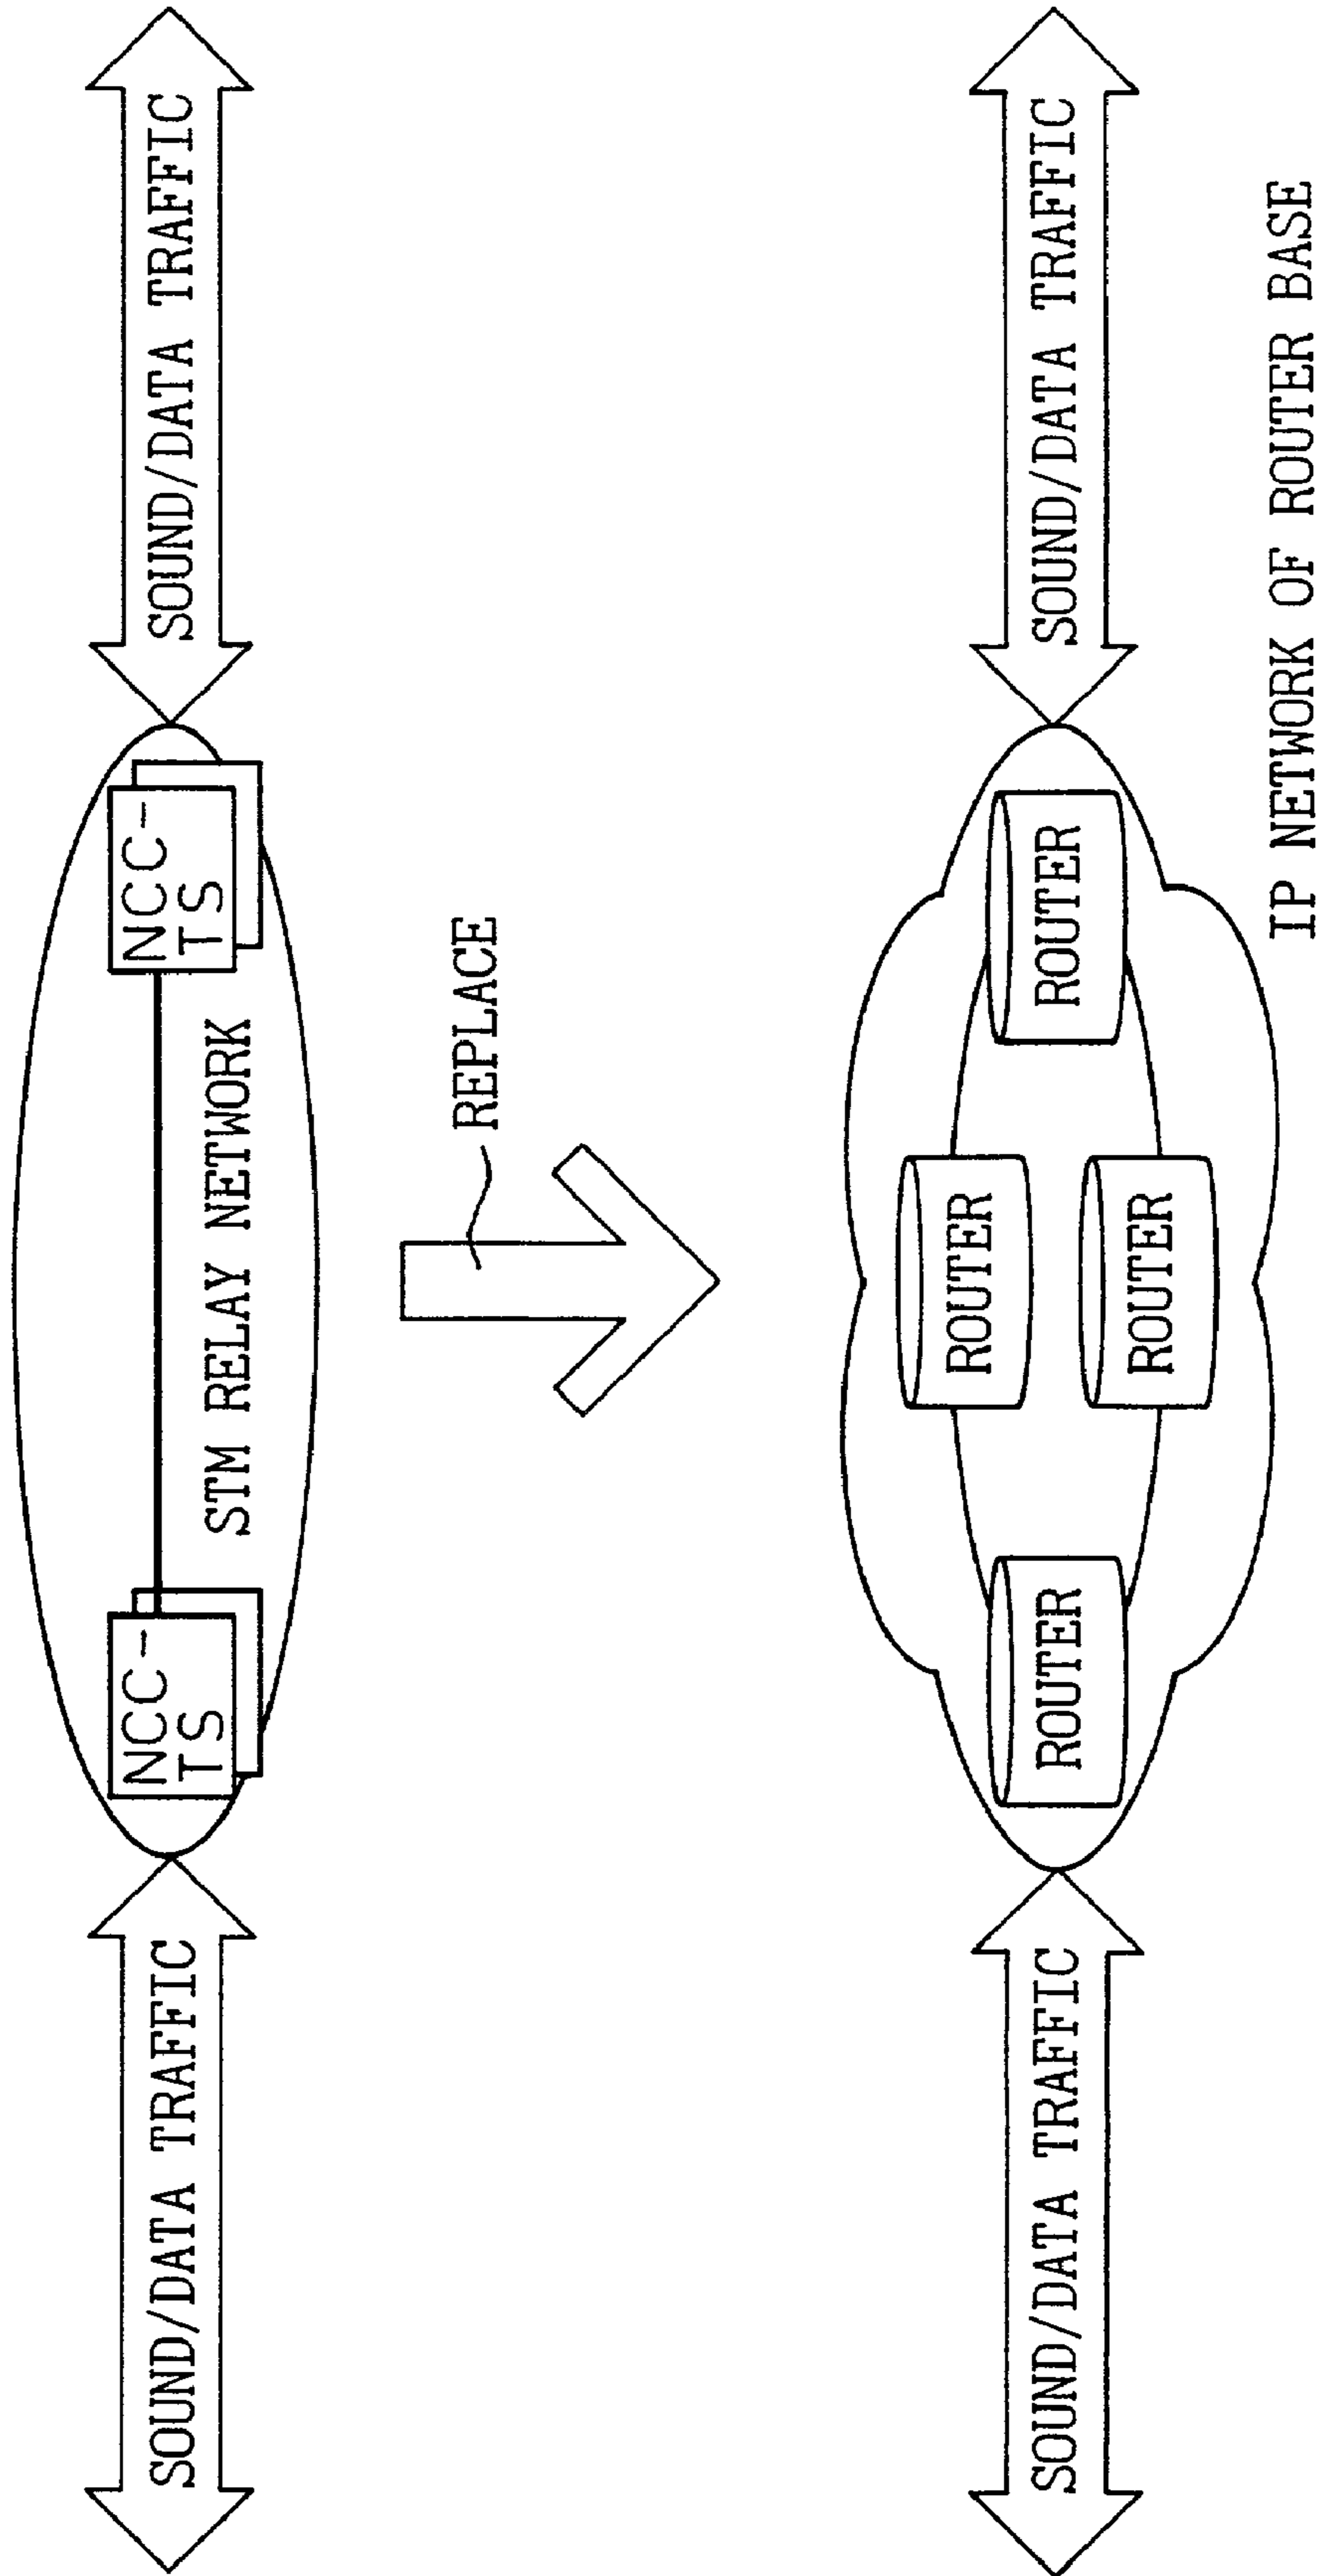 SOUND/DATA TRAFFIC
NCC-
TS
STM RELAY NETWORK
NCC-
TS
SOUND/DATA TRAFFIC
REPLACE
SOUND/DATA TRAFFIC
ROUTER
ROUTER
ROUTER
ROUTER
SOUND/DATA TRAFFIC
IP NETWORK OF ROUTER BASE